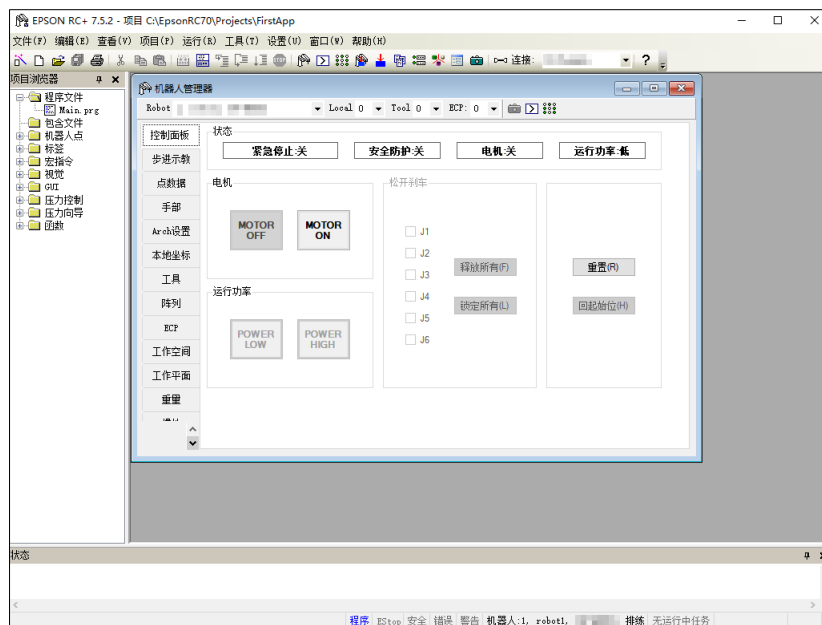 EPSON RC+ 7.5.2 - 项目 C:\EpsonRC70\Projects\FirstApp
文件(F) 编辑(E) 查看(V) 项目(P) 运行(R) 工具(T) 设置(U) 窗口(W) 帮助(H)
连接:
项目浏览器
程序文件
Main.prg
包含文件
机器人点
标签
宏指令
视觉
GUI
压力控制
压力向导
函数
机器人管理器
Robot Local 0 Tool 0 ECP: 0
控制面板
步进示教
点数据
手部
Arch设置
本地坐标
工具
阵列
ECP
工作空间
工作平面
重量
状态
紧急停止:关 安全防护:关 电机:关 运行功率:低
电机
MOTOR OFF
MOTOR ON
运行功率
POWER LOW
POWER HIGH
松开刹车
J1
J2
J3
J4
J5
J6
释放所有(F)
锁定所有(L)
重置(R)
回起始位(H)
状态
程序 EStop 安全 错误 警告 机器人:1, robot1, 排练 无运行中任务